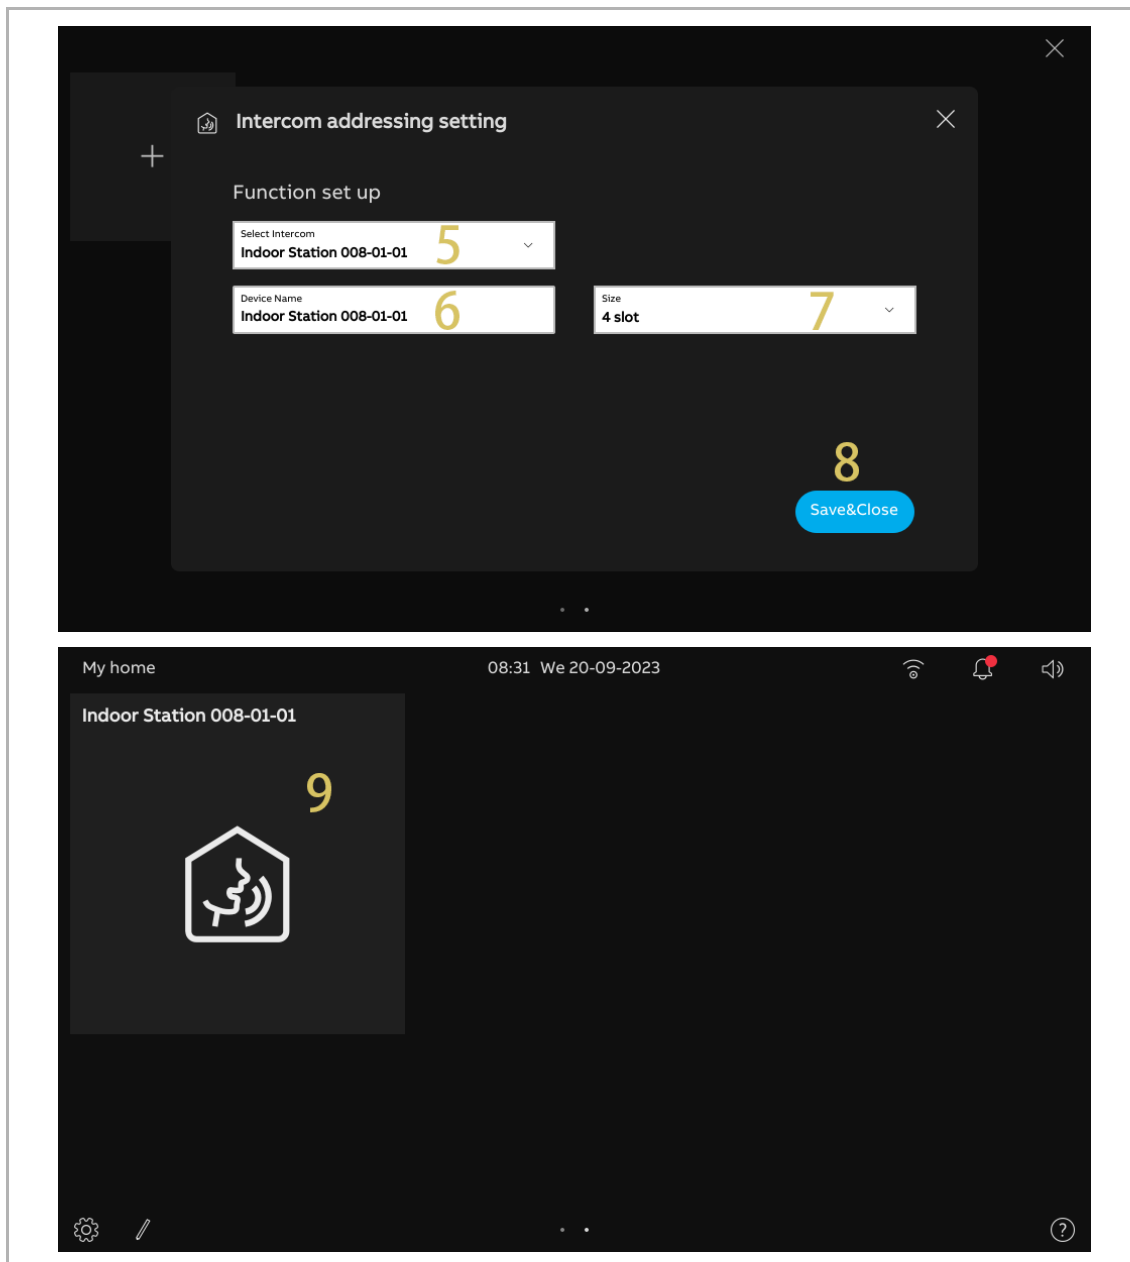 Intercom addressing setting
Function set up
Select Intercom
Indoor Station 008-01-01
5
Device Name
Indoor Station 008-01-01
6
Size
4 slot
7
8
Save&Close
My home
08:31 We 20-09-2023
Indoor Station 008-01-01
9
?